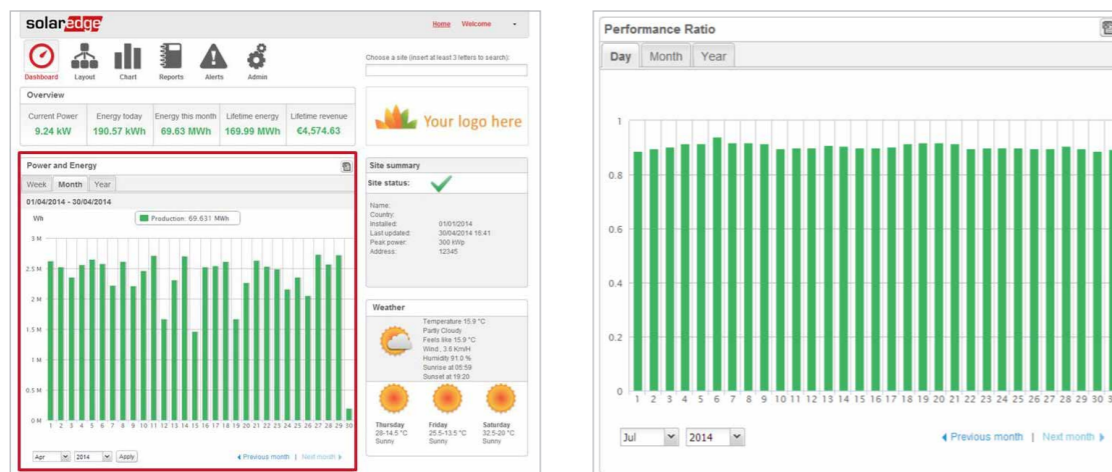 solaredge
Home Welcome
Dashboard Layout Chart Reports Alerts Admin
Choose a site (insert at least 3 letters to search):
Overview
Current Power Energy today Energy this month Lifetime energy Lifetime revenue
9.24 kW 190.57 kWh 69.63 MWh 169.99 MWh €4,574.63
Your logo here
Power and Energy
Week Month Year
01/04/2014 - 30/04/2014
Wh
Production: 69.631 MWh
3 M
2.5 M
2 M
1.5 M
1 M
0.5 M
0 M
1 2 3 4 5 6 7 8 9 10 11 12 13 14 15 16 17 18 19 20 21 22 23 24 25 26 27 28 29 30
Apr 2014 Apply
Previous month | Next month
Site summary
Site status:
Name:
Country:
Installed: 01/01/2014
Last updated: 30/04/2014 16:41
Peak power: 300 kWp
Address: 12345
Weather
Temperature 15.9 °C
Partly Cloudy
Feels like 15.9 °C
Wind , 3.6 Km/H
Humidity 91.0 %
Sunrise at 05:59
Sunset at 19:20
Thursday Friday Saturday
28-14.5 °C 25.5-13.5 °C 32.5-20 °C
Sunny Sunny Sunny
Performance Ratio
Day Month Year
1
0.8
0.6
0.4
0.2
0
1 2 3 4 5 6 7 8 9 10 11 12 13 14 15 16 17 18 19 20 21 22 23 24 25 26 27 28 29 30
Jul 2014
Previous month | Next month